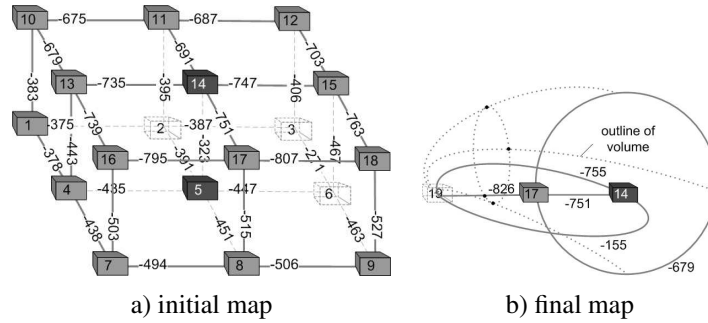 10 -675 11 -687 12
-679 -691 -703
-383 -395 -406
13 -735 14 -747 15
1 -375 2 -387 3
-739 -751 -763
-443 -323 -467
-378 -391 -271
16 -795 17 -807 18
4 -435 5 -447 6
-438 -451 -463
-503 -515 -527
7 -494 8 -506 9
a) initial map
outline of
volume
-755
19 -826 17 -751 14
-155
-679
b) final map